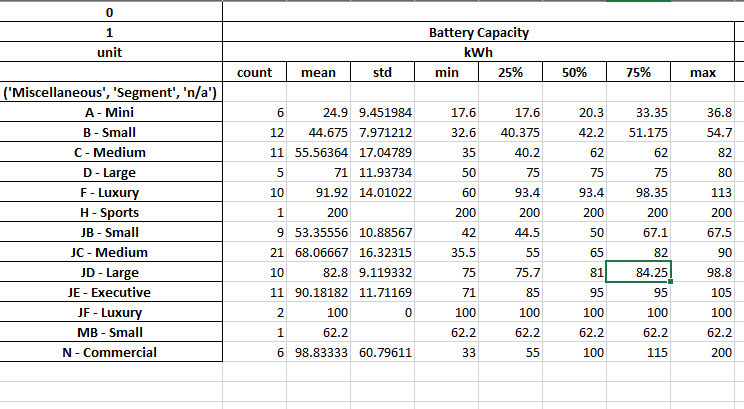 0
1 Battery Capacity
unit kWh
count mean std min 25% 50% 75% max
('Miscellaneous', 'Segment', 'n/a')
A - Mini 6 24.9 9.451984 17.6 17.6 20.3 33.35 36.8
B - Small 12 44.675 7.971212 32.6 40.375 42.2 51.175 54.7
C - Medium 11 55.56364 17.04789 35 40.2 62 62 82
D - Large 5 71 11.93734 50 75 75 75 80
F - Luxury 10 91.92 14.01022 60 93.4 93.4 98.35 113
H - Sports 1 200 200 200 200 200 200
JB - Small 9 53.35556 10.88567 42 44.5 50 67.1 67.5
JC - Medium 21 68.06667 16.32315 35.5 55 65 82 90
JD - Large 10 82.8 9.119332 75 75.7 81 84.25 98.8
JE - Executive 11 90.18182 11.71169 71 85 95 95 105
JF - Luxury 2 100 0 100 100 100 100 100
MB - Small 1 62.2 62.2 62.2 62.2 62.2 62.2
N - Commercial 6 98.83333 60.79611 33 55 100 115 200